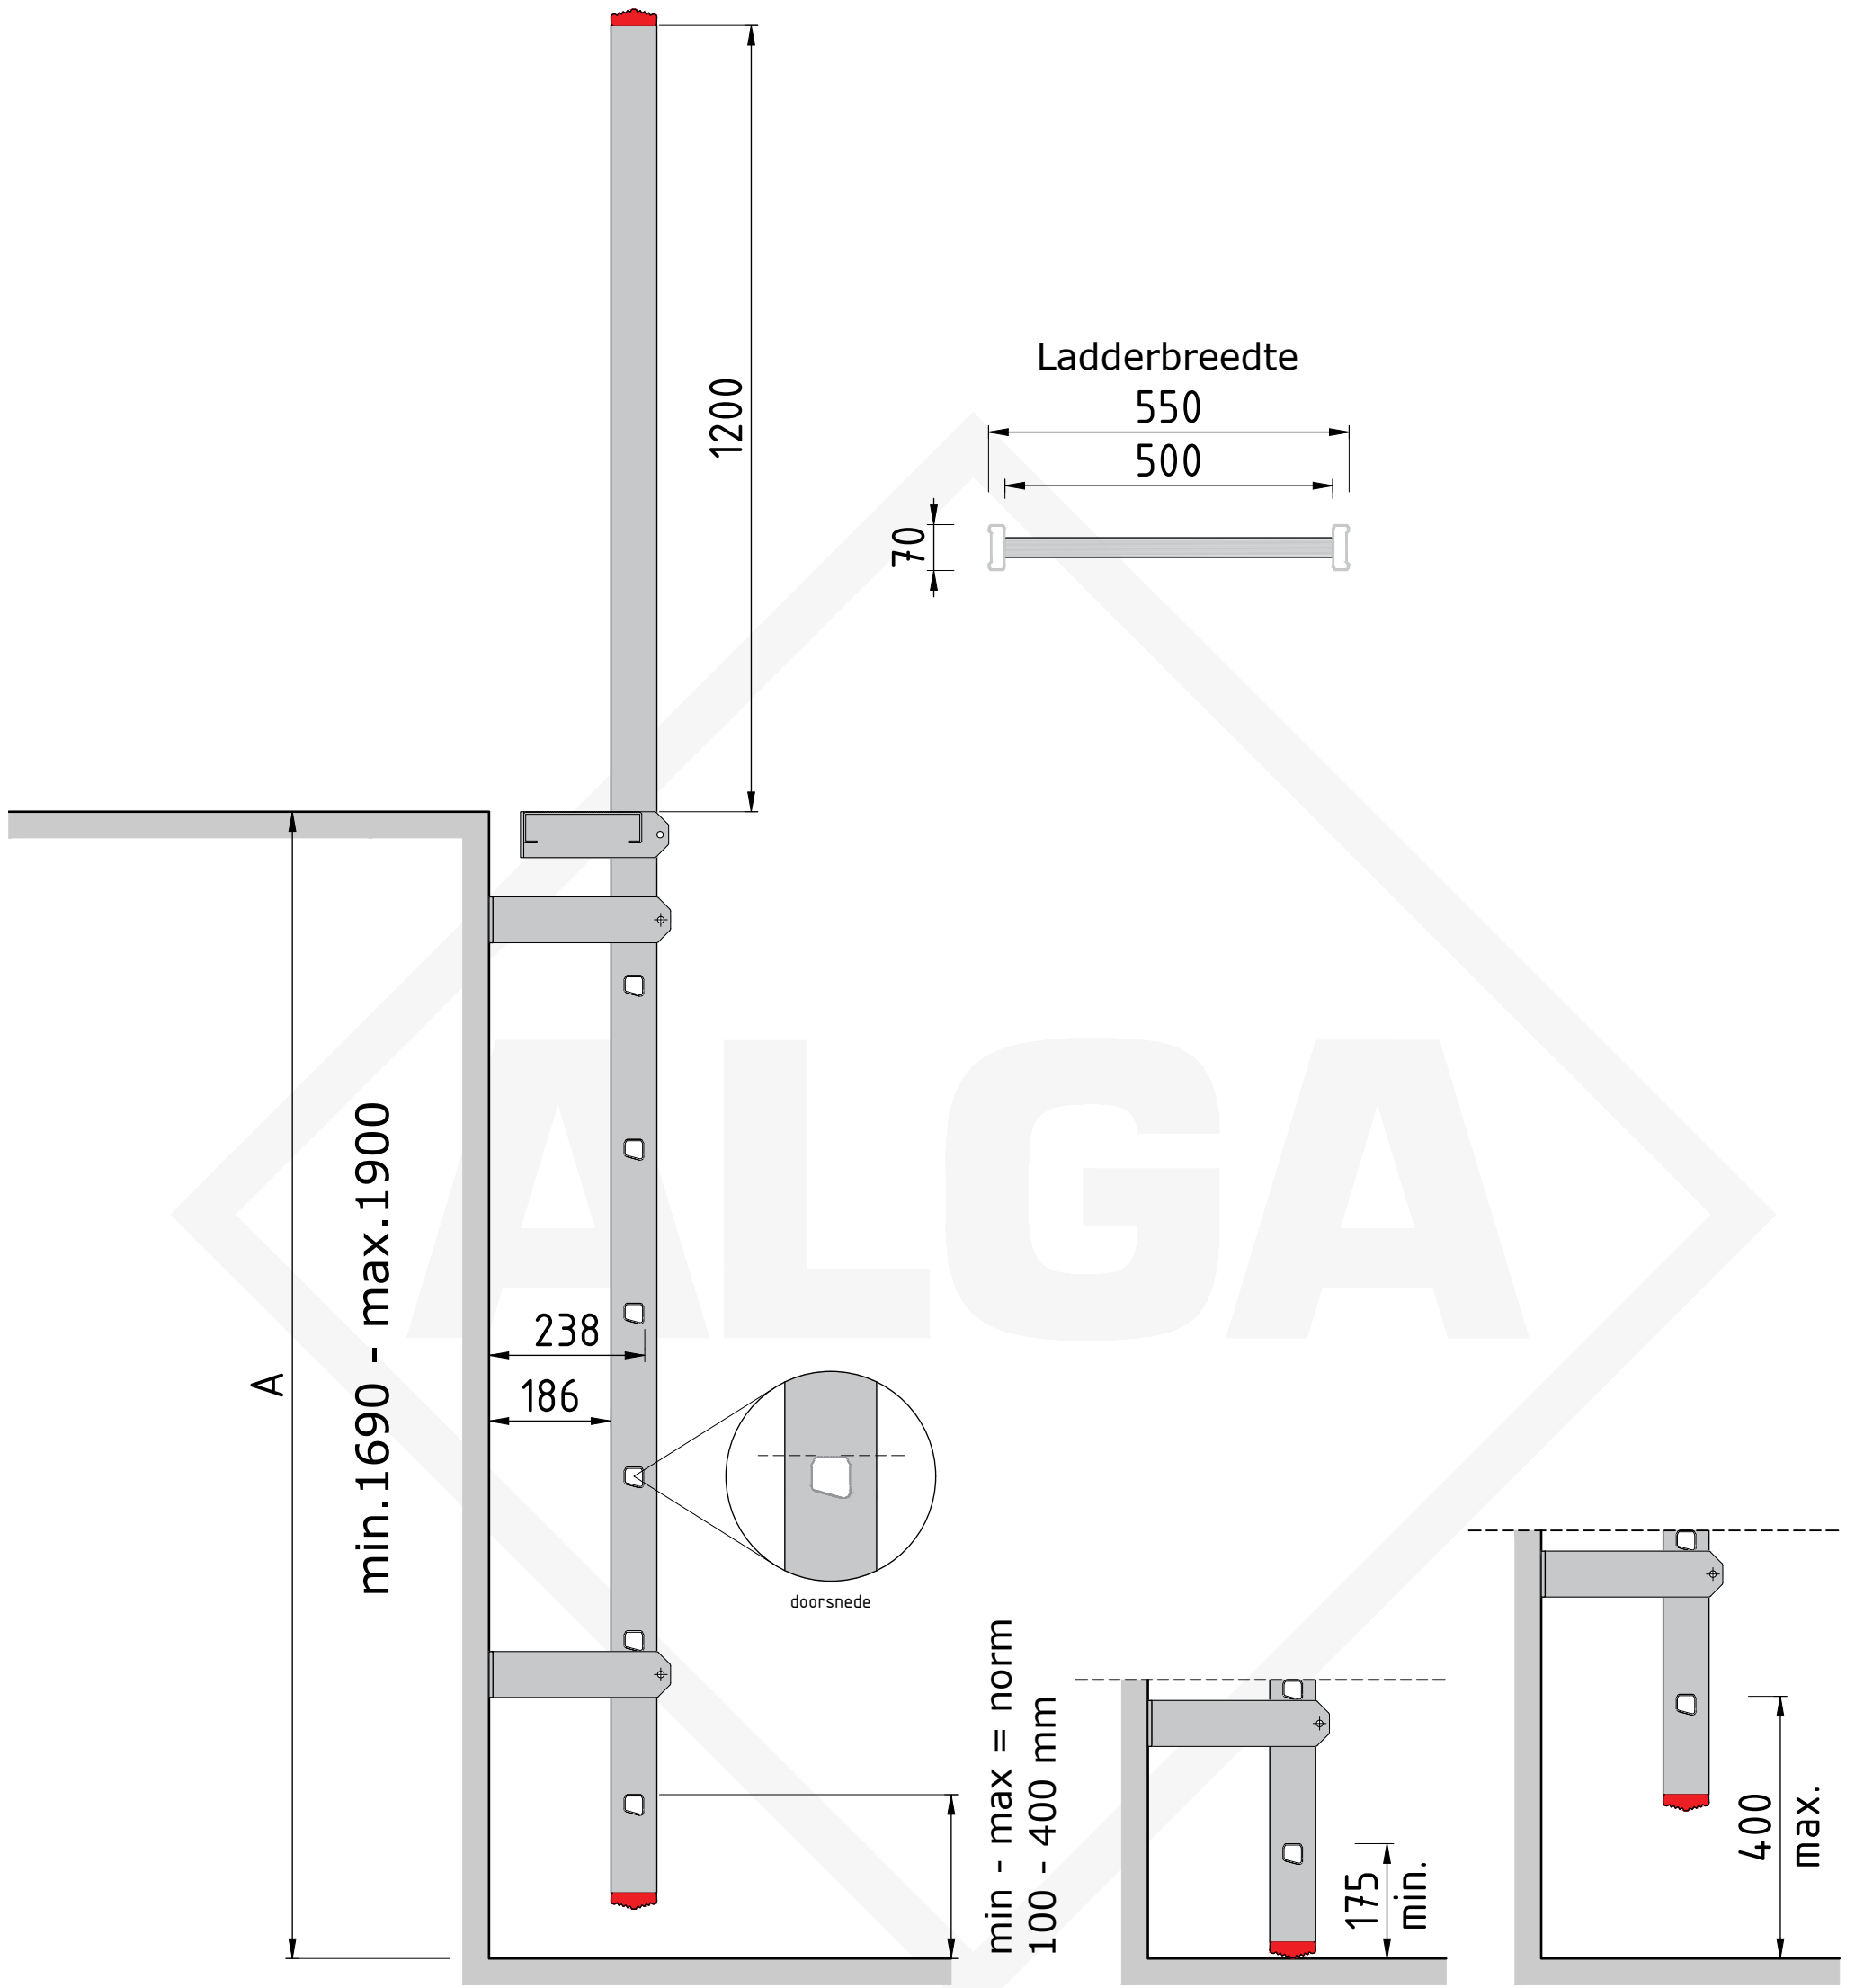 1200
Ladderbreedte
550
500
70
A
min.1690 - max.1900
ALGA
238
186
doorsnede
min - max = norm
100 - 400 mm
175
min.
400
max.